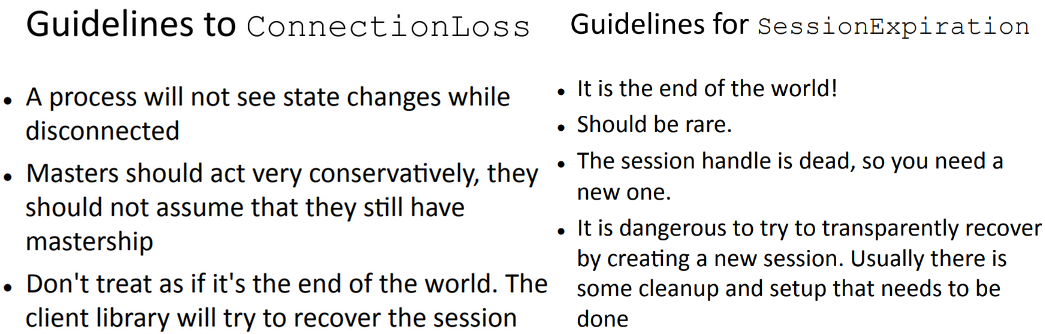 Guidelines to ConnectionLoss
• A process will not see state changes while
disconnected
• Masters should act very conservatively, they
should not assume that they still have
mastership
• Don't treat as if it's the end of the world. The
client library will try to recover the session
Guidelines for SessionExpiration
• It is the end of the world!
• Should be rare.
• The session handle is dead, so you need a
new one.
• It is dangerous to try to transparently recover
by creating a new session. Usually there is
some cleanup and setup that needs to be
done